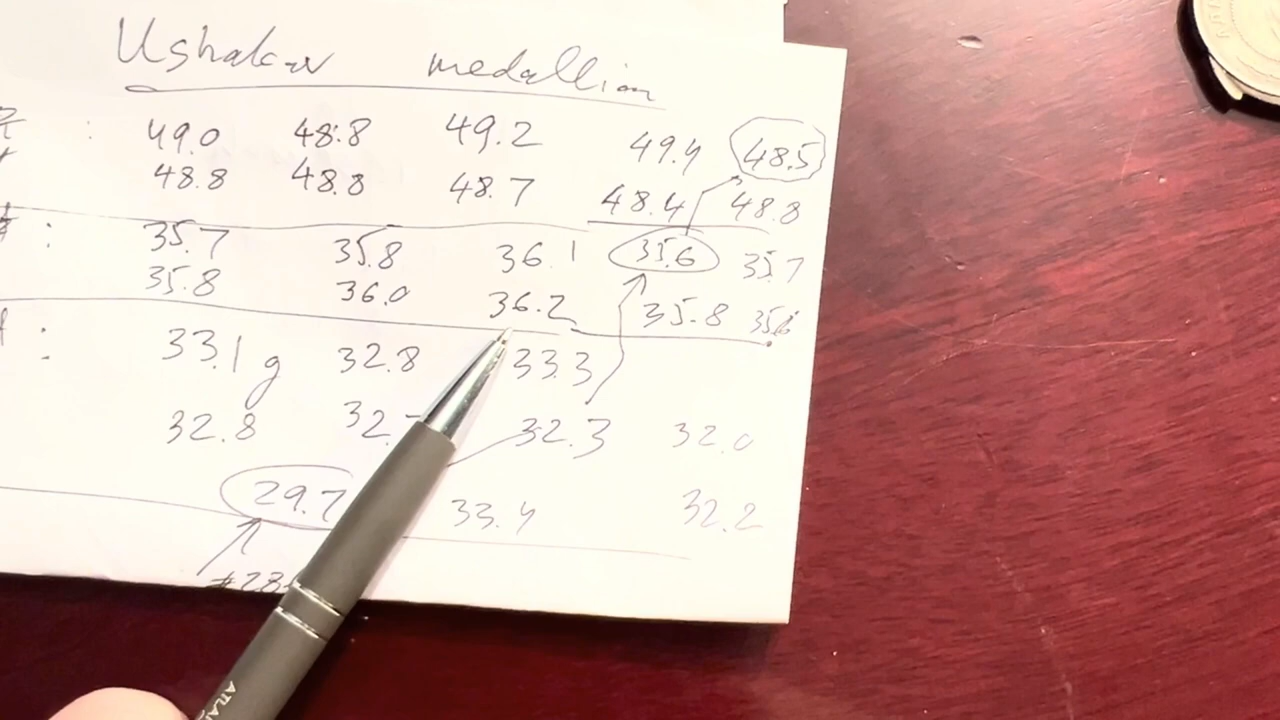 Ushakov medallion
: 49.0 48.8 49.2 49.4 48.5
48.8 48.8 48.7 48.4 48.8
: 35.7 35.8 36.1 35.6 35.7
35.8 36.0 36.2 35.8
: 33.1 g 32.8 33.3
32.8 32. 32.3 32.0
29.7 33.4 32.2
#28